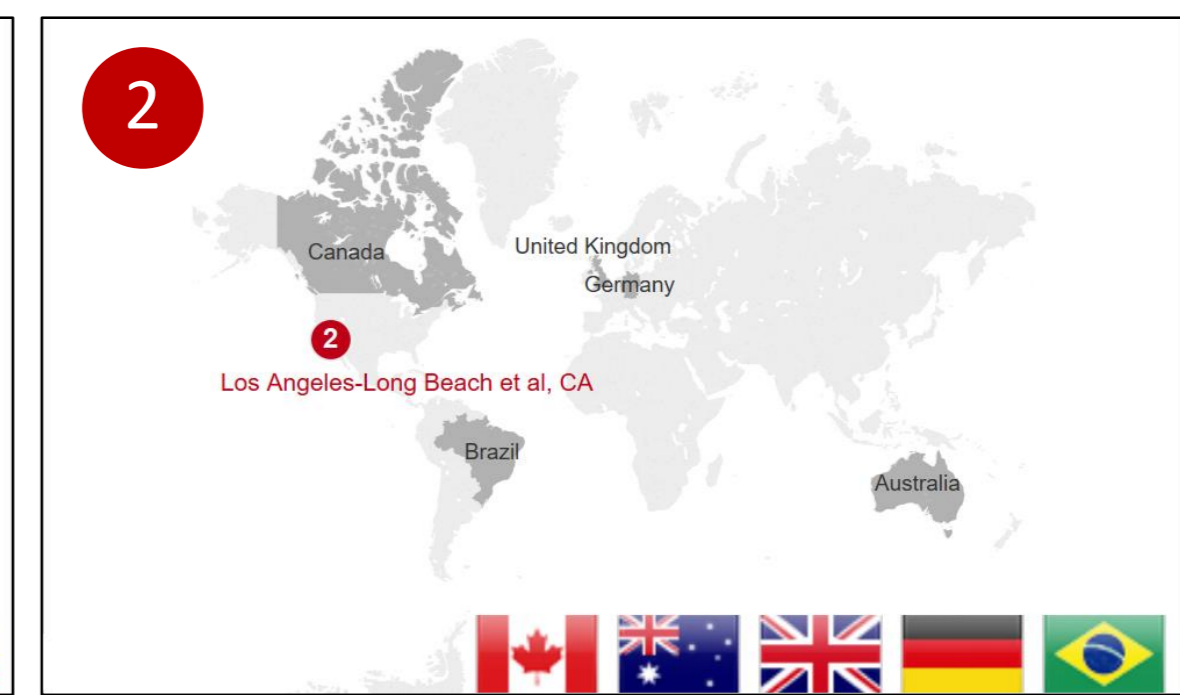 2
Canada
United Kingdom
Germany
2
Los Angeles-Long Beach et al, CA
Brazil
Australia